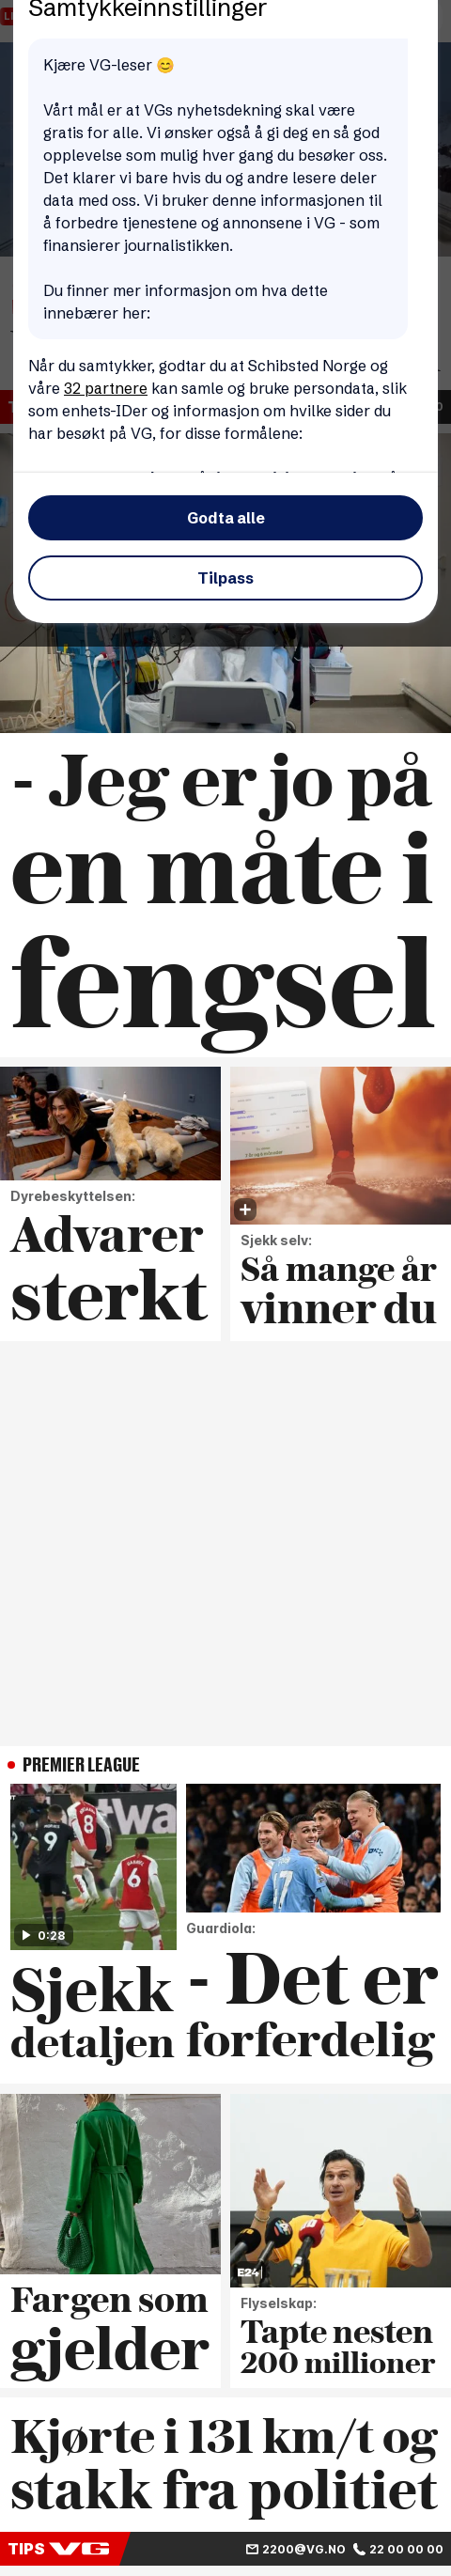 Samtykkeinnstillinger
Kjære VG-leser 😊
Vårt mål er at VGs nyhetsdekning skal være
gratis for alle. Vi ønsker også å gi deg en så god
opplevelse som mulig hver gang du besøker oss.
Det klarer vi bare hvis du og andre lesere deler
data med oss. Vi bruker denne informasjonen til
å forbedre tjenestene og annonsene i VG - som
finansierer journalistikken.
Du finner mer informasjon om hva dette
innebærer her:
Når du samtykker, godtar du at Schibsted Norge og
våre 32 partnere kan samle og bruke persondata, slik
som enhets-IDer og informasjon om hvilke sider du
har besøkt på VG, for disse formålene:
Godta alle
Tilpass
- Jeg er jo på
en måte i
fengsel
Dyrebeskyttelsen:
Advarer
sterkt
Sjekk selv:
Så mange år
vinner du
PREMIER LEAGUE
0:28
Sjekk
detaljen
Guardiola:
- Det er
forferdelig
Fargen som
gjelder
E24
Flyselskap:
Tapte nesten
200 millioner
Kjørte i 131 km/t og
stakk fra politiet
TIPS VG 2200@VG.NO 22 00 00 00